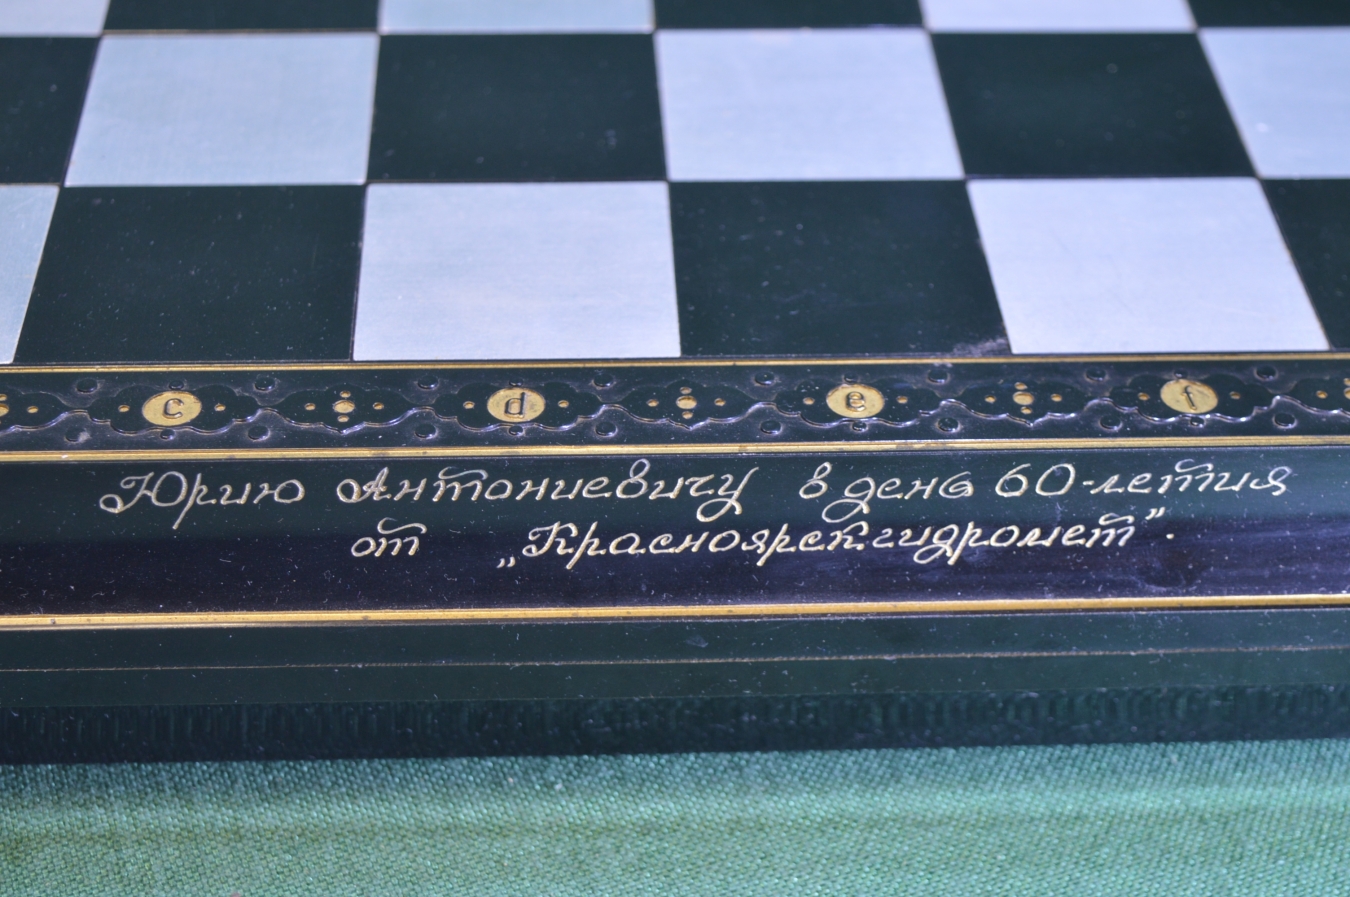 c d e f
Юрию Антониевичу в день 60-летия
от „Красноярскгидромет”.